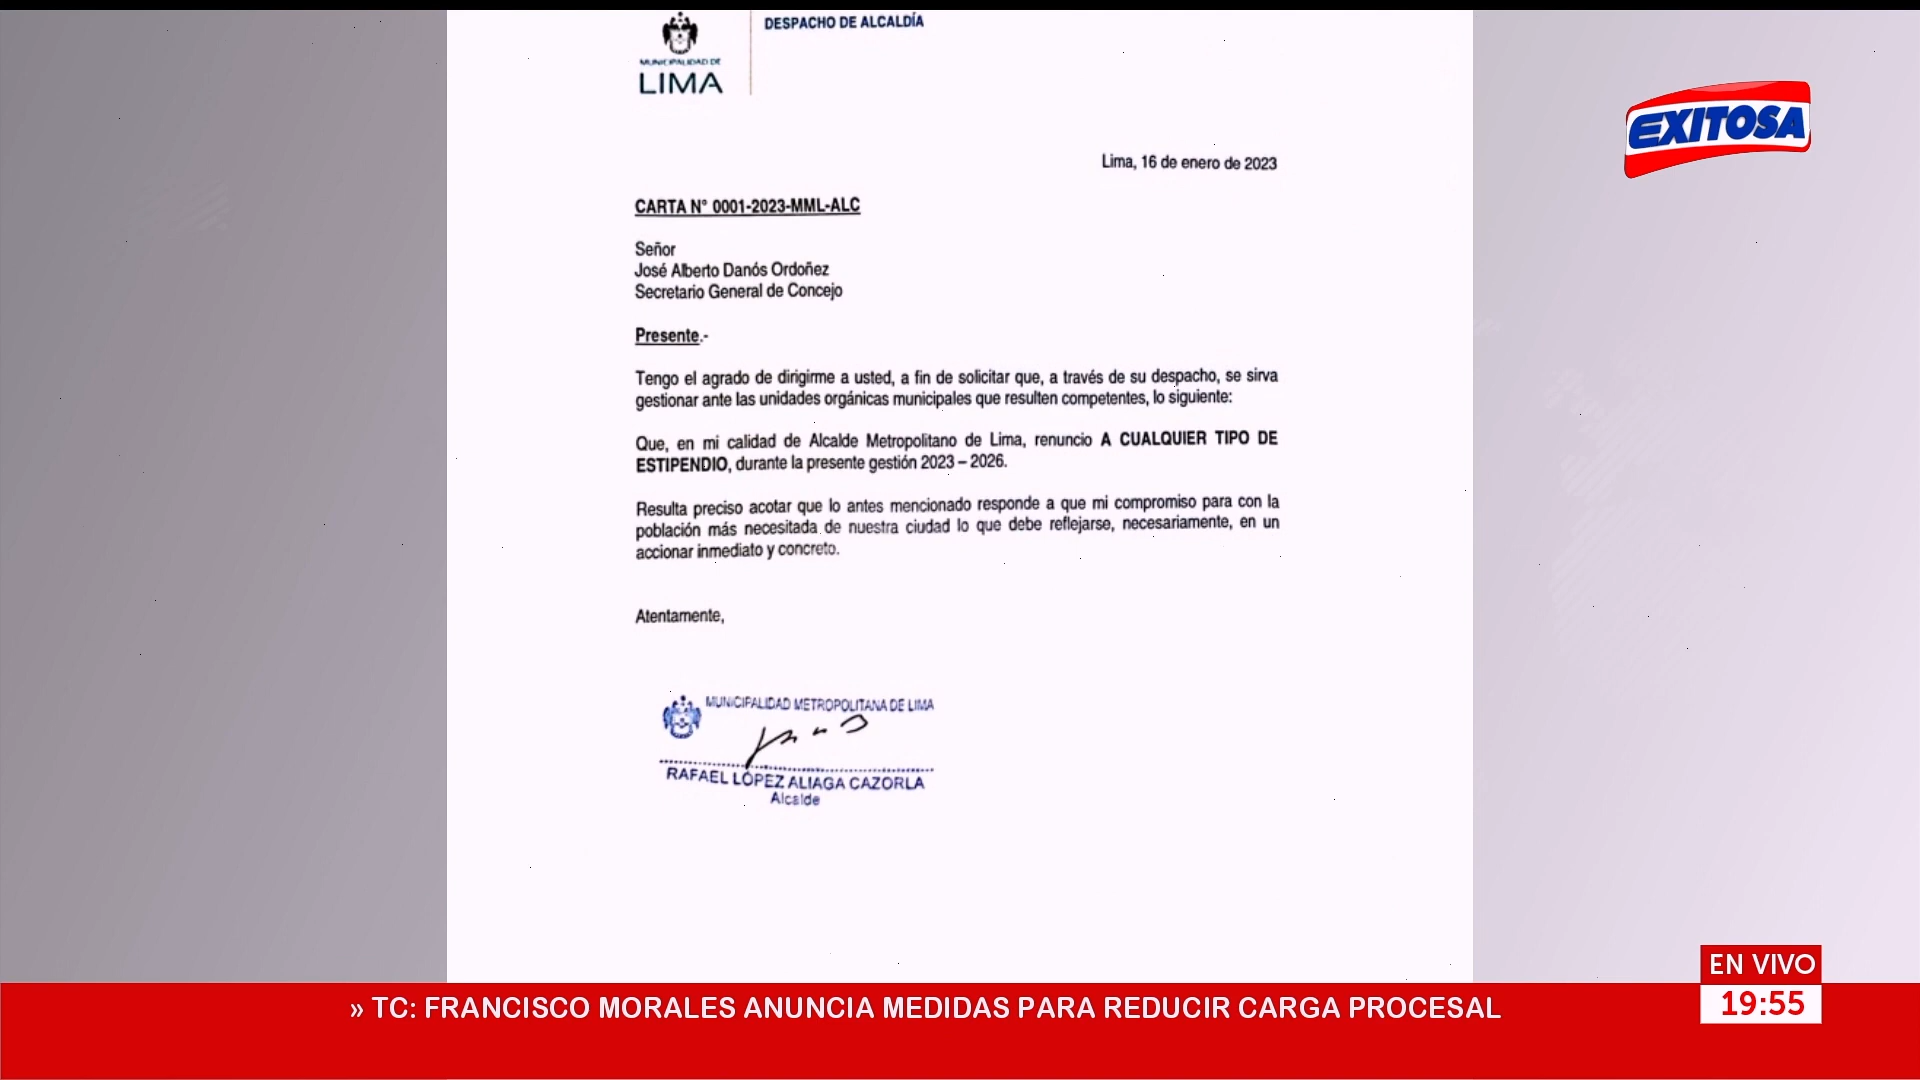 DESPACHO DE ALCALDÍA
MUNICIPALIDAD DE
LIMA
EXITOSA
Lima, 16 de enero de 2023
CARTA N° 0001-2023-MML-ALC
Señor
José Alberto Danós Ordoñez
Secretario General de Concejo
Presente.-
Tengo el agrado de dirigirme a usted, a fin de solicitar que, a través de su despacho, se sirva
gestionar ante las unidades orgánicas municipales que resulten competentes, lo siguiente:
Que, en mi calidad de Alcalde Metropolitano de Lima, renuncio A CUALQUIER TIPO DE
ESTIPENDIO, durante la presente gestión 2023 – 2026.
Resulta preciso acotar que lo antes mencionado responde a que mi compromiso para con la
población más necesitada de nuestra ciudad lo que debe reflejarse, necesariamente, en un
accionar inmediato y concreto.
Atentamente,
MUNICIPALIDAD METROPOLITANA DE LIMA
RAFAEL LÓPEZ ALIAGA CAZORLA
Alcalde
EN VIVO
19:55
» TC: FRANCISCO MORALES ANUNCIA MEDIDAS PARA REDUCIR CARGA PROCESAL